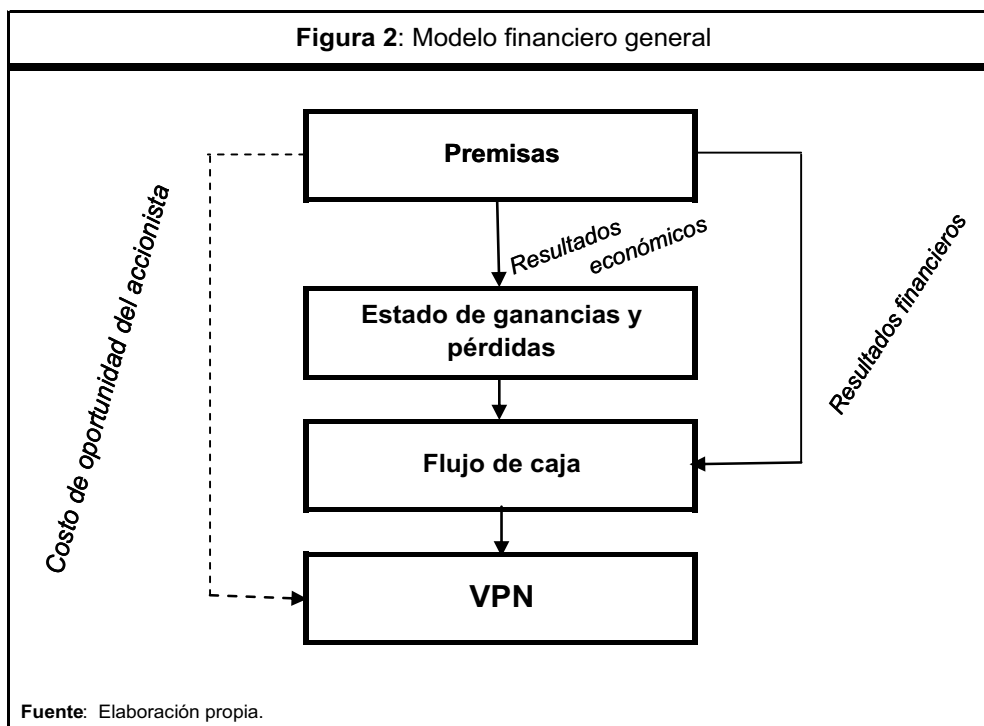 Figura 2: Modelo financiero general
Premisas
Costo de oportunidad del accionista
Resultados
económicos
Resultados financieros
Estado de ganancias y
pérdidas
Flujo de caja
VPN
Fuente: Elaboración propia.